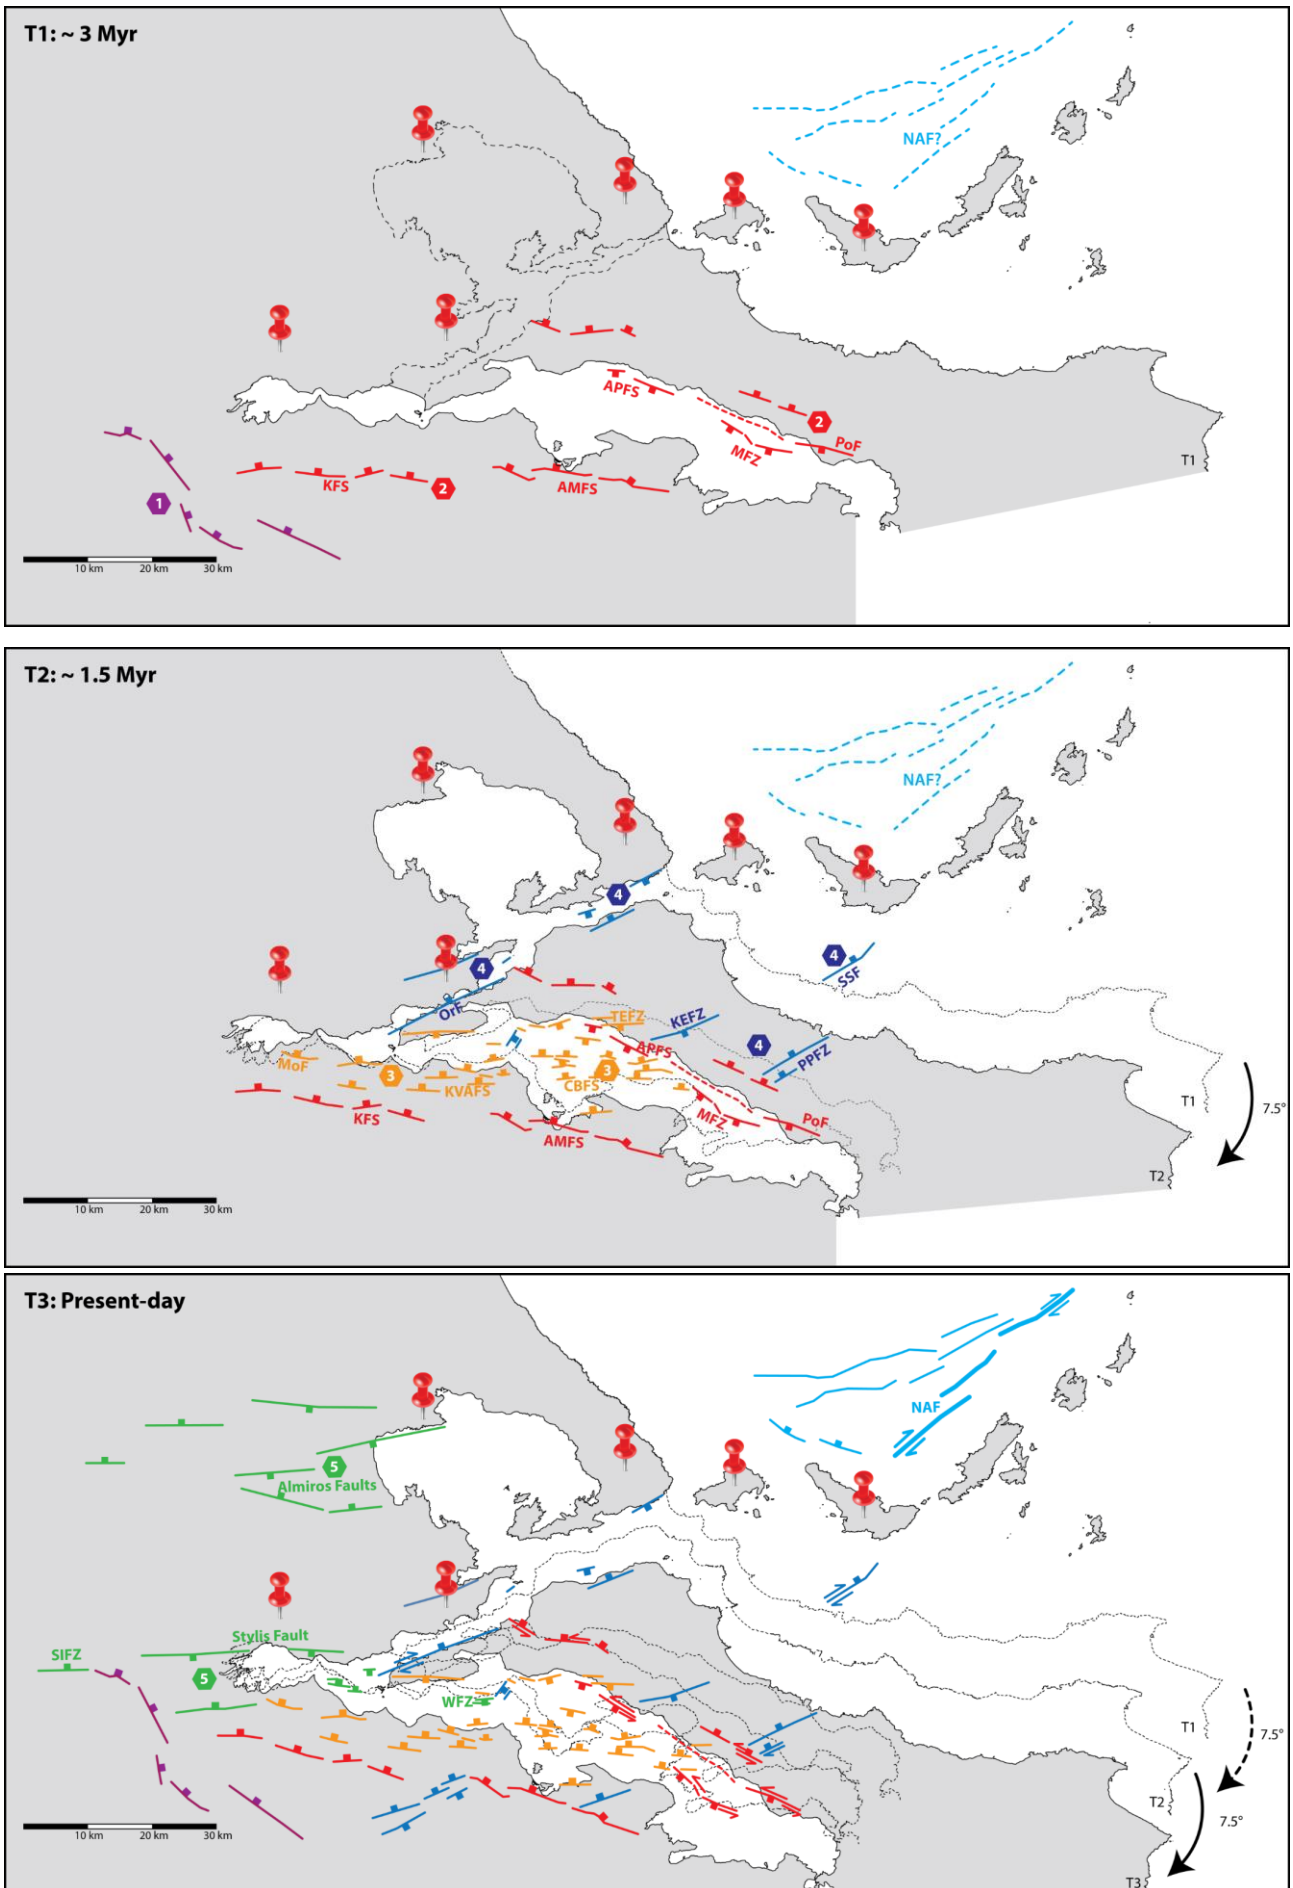 T1: ~ 3 Myr
NAF?
APFS
2
PoF
MFZ
T1
KFS
2
AMFS
1
10 km 20 km 30 km
T2: ~ 1.5 Myr
NAF?
4
4
4
SSF
OrF
TEFZ
KEFZ
4
APFS
PPFZ
MoF
3
3
KVAFS
CBFS
T1
7.5°
MFZ
PoF
KFS
AMFS
T2
10 km 20 km 30 km
T3: Present-day
NAF
5
Almiros Faults
Stylis Fault
SIFZ
5
WFZ
T1
7.5°
T2
7.5°
10 km 20 km 30 km
T3